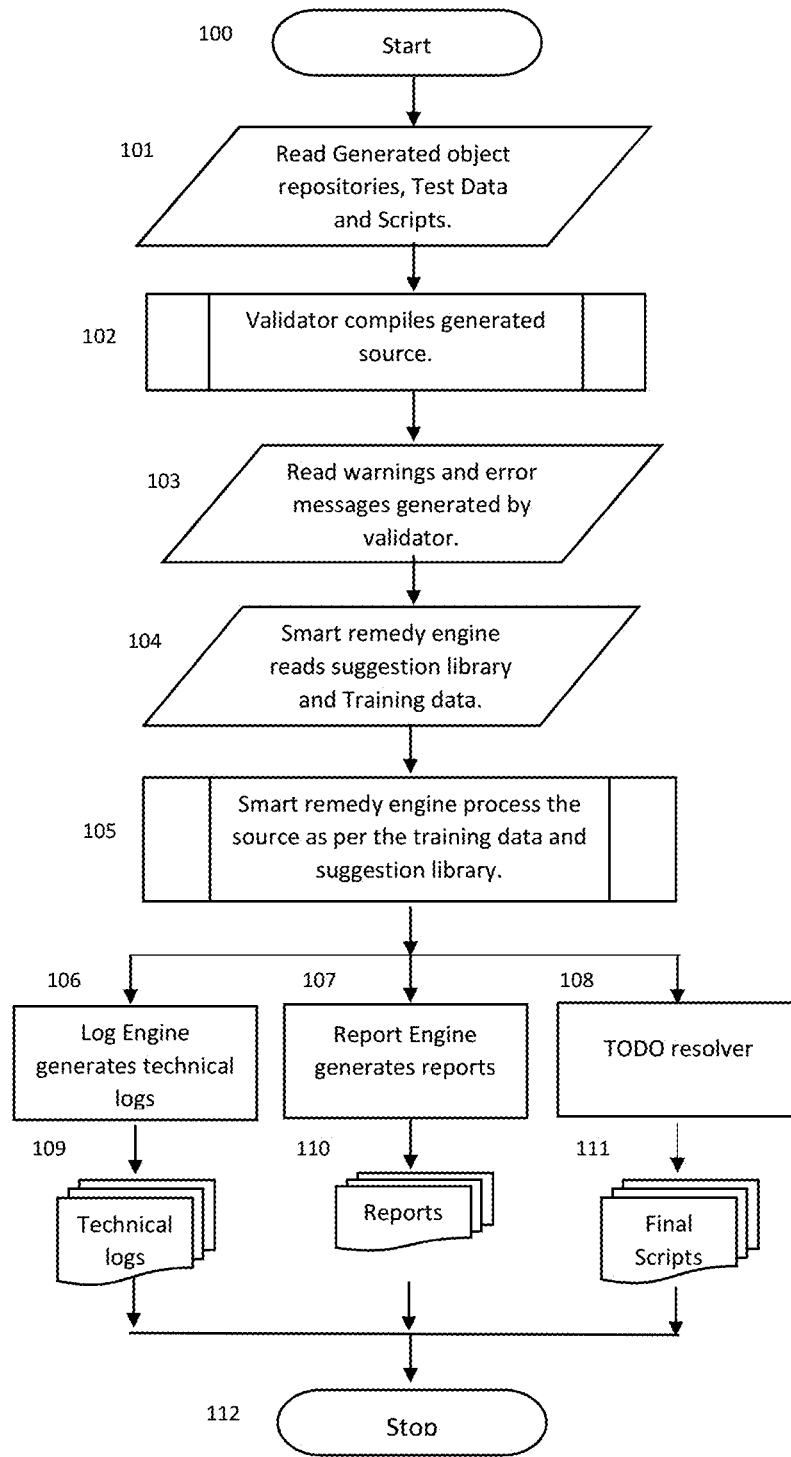 100
Start
101
Read Generated object
repositories, Test Data
and Scripts.
102
Validator compiles generated
source.
103
Read warnings and error
messages generated by
validator.
104
Smart remedy engine
reads suggestion library
and Training data.
105
Smart remedy engine process the
source as per the training data and
suggestion library.
106
Log Engine
generates technical
logs
107
Report Engine
generates reports
108
TODO resolver
109
Technical
logs
110
Reports
111
Final
Scripts
112
Stop